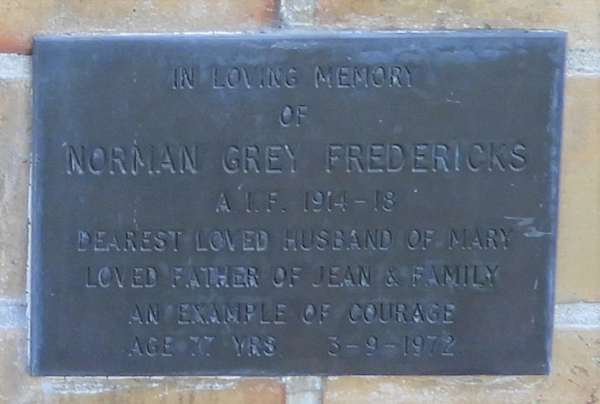 IN LOVING MEMORY
OF
NORMAN GREY FREDERICKS
A.I.F. 1914-18
DEAREST LOVED HUSBAND OF MARY
LOVED FATHER OF JEAN & FAMILY
AN EXAMPLE OF COURAGE
AGE 77 YRS. 3-9-1972